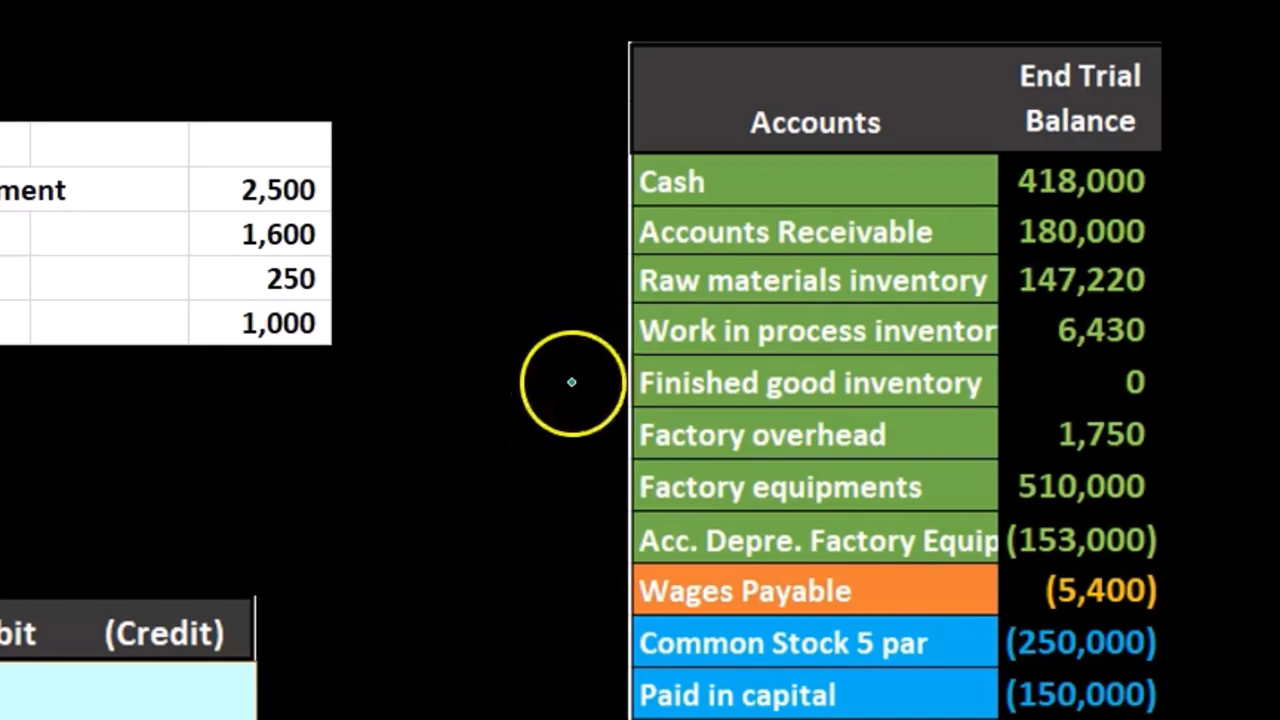 ment 2,500
1,600
250
1,000
bit (Credit)
Accounts End Trial Balance
Cash 418,000
Accounts Receivable 180,000
Raw materials inventory 147,220
Work in process inventor 6,430
Finished good inventory 0
Factory overhead 1,750
Factory equipments 510,000
Acc. Depre. Factory Equip (153,000)
Wages Payable (5,400)
Common Stock 5 par (250,000)
Paid in capital (150,000)